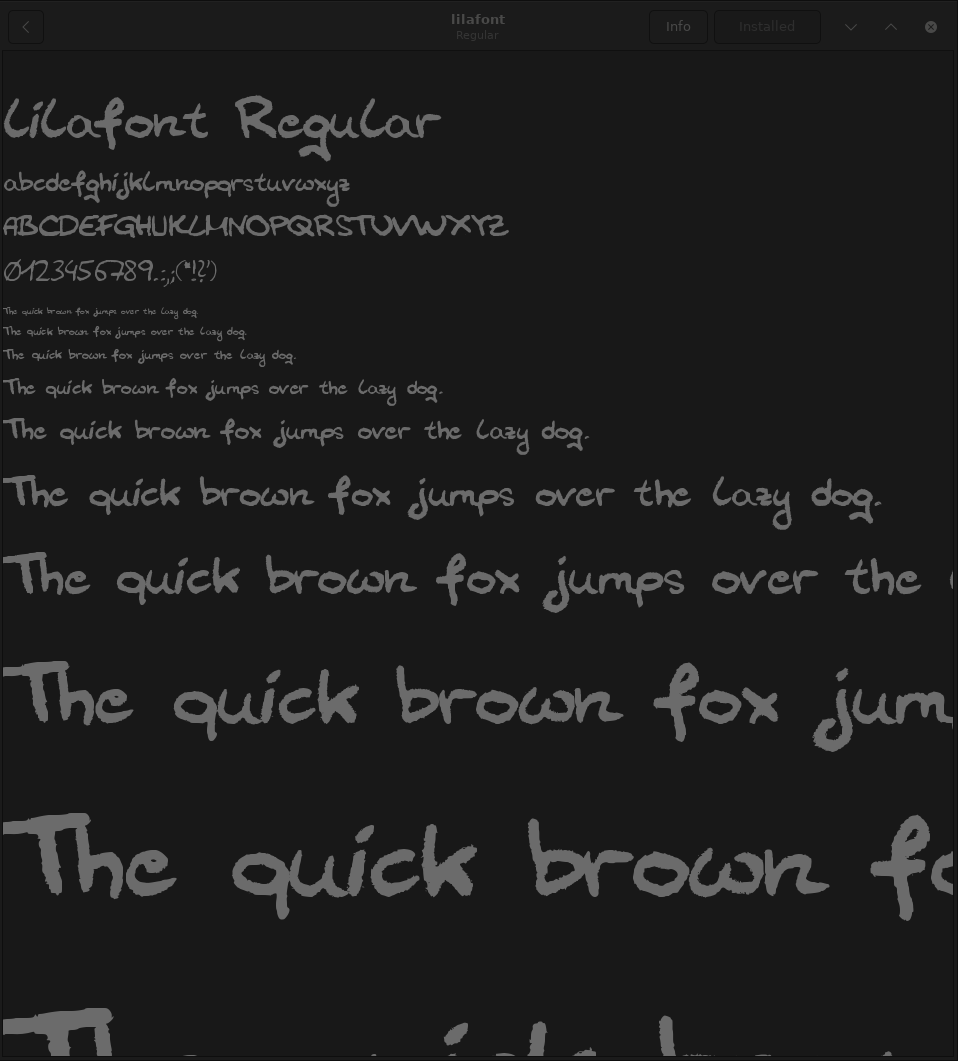 lilafont
Regular
Info
Installed
lilafont Regular
abcdefghijklmnopqrstuvwxyz
ABCDEFGHIJKLMNOPQRSTUVWXYZ
0123456789.:,;(*!?')
The quick brown fox jumps over the lazy dog.
The quick brown fox jumps over the lazy dog.
The quick brown fox jumps over the lazy dog.
The quick brown fox jumps over the lazy dog.
The quick brown fox jumps over the lazy dog.
The quick brown fox jumps over the lazy dog.
The quick brown fox jumps over the
The quick brown fox jum
The quick brown fo